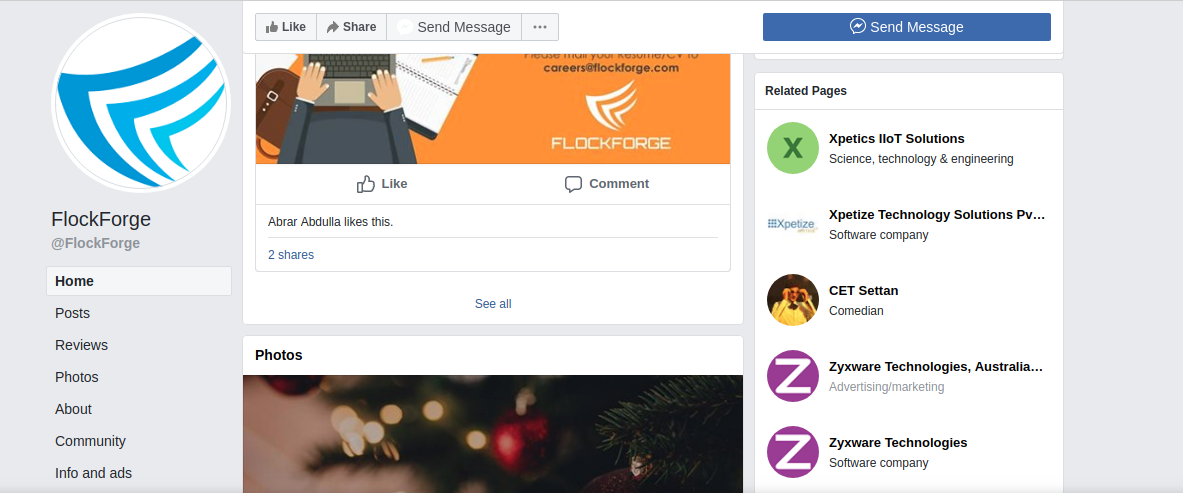 FlockForge
@FlockForge
Home
Posts
Reviews
Photos
About
Community
Info and ads
Like Share Send Message
Please mail your Resume/CV to
careers@flockforge.com
FLOCKFORGE
Like Comment
Abrar Abdulla likes this.
2 shares
See all
Photos
Send Message
Related Pages
X
Xpetics IIoT Solutions
Science, technology & engineering
Xpetize
Xpetize Technology Solutions Pv…
Software company
CET Settan
Comedian
Z
Zyxware Technologies, Australia…
Advertising/marketing
Z
Zyxware Technologies
Software company